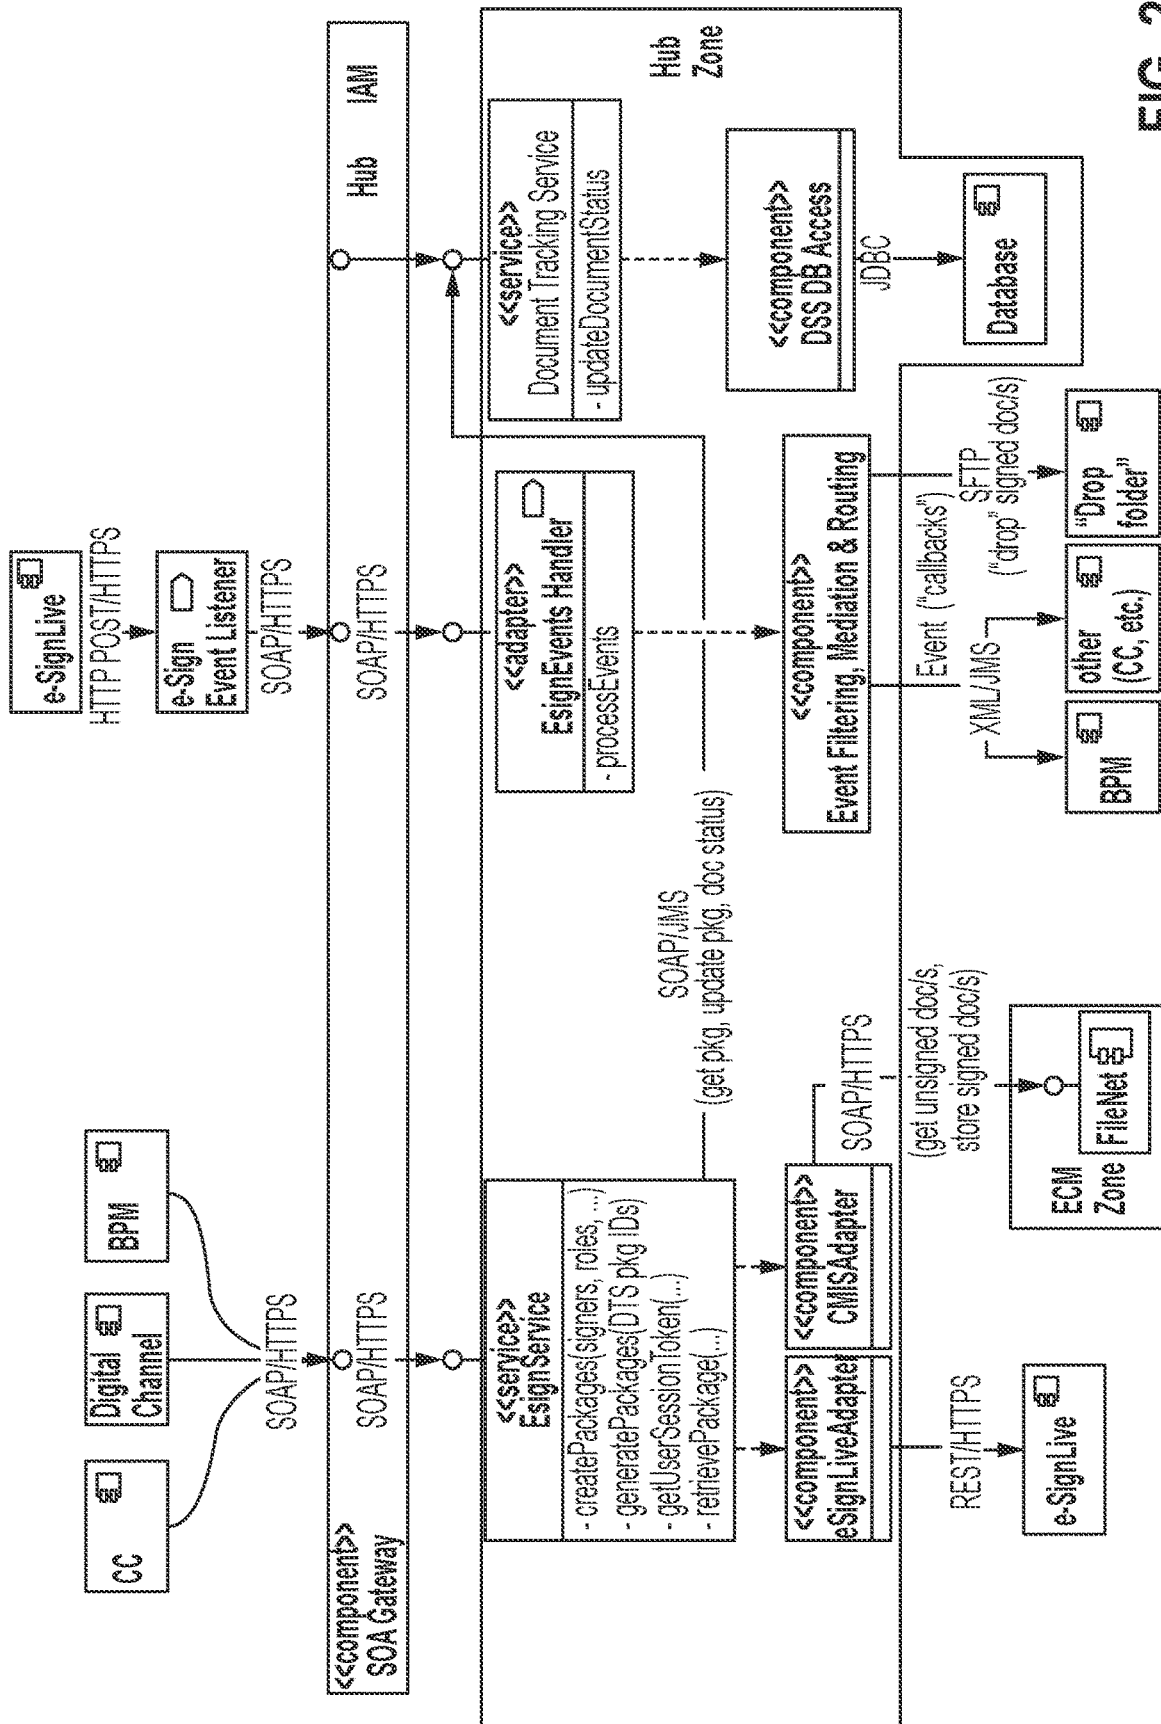 CC
Digital
Channel
BPM
SOAP/HTTPS
e-SignLive
HTTP POST/HTTPS
e-Sign
Event Listener
SOAP/HTTPS
<<component>>
SOA Gateway
Hub
IAM
SOAP/HTTPS
SOAP/HTTPS
<<service>>
EsignService
- createPackages(signers, roles, ...)
- generatePackages(DTS pkg IDs)
- getUserSessionToken(...)
- retrievePackage(...)
<<adapter>>
EsignEvents Handler
- processEvents
<<service>>
Document Tracking Service
- updateDocumentStatus
Hub
Zone
SOAP/JMS
(get pkg, update pkg, doc status)
<<component>>
eSignLiveAdapter
<<component>>
CMISAdapter
<<component>>
Event Filtering, Mediation & Routing
<<component>>
DSS DB Access
JDBC
Database
SOAP/HTTPS
(get unsigned doc/s,
store signed doc/s)
REST/HTTPS
e-SignLive
ECM
Zone
FileNet
Event ("callbacks")
XML/JMS
SFTP
("drop" signed doc/s)
BPM
other
(CC, etc.)
"Drop
folder"
FIG. 2